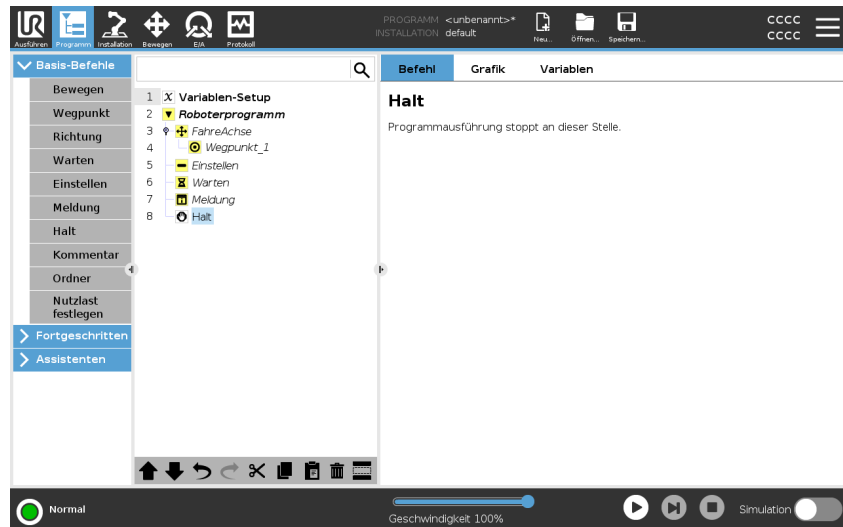 UR
PROGRAMM <unbenannt>*
INSTALLATION default
cccc
cccc
Ausführen Programm Installation Bewegen E/A Protokoll Neu... Öffnen... Speichern...
Basis-Befehle
Bewegen
Wegpunkt
Richtung
Warten
Einstellen
Meldung
Halt
Kommentar
Ordner
Nutzlast
festlegen
Fortgeschritten
Assistenten
1 X Variablen-Setup
2 Roboterprogramm
3 FahreAchse
4 Wegpunkt_1
5 Einstellen
6 Warten
7 Meldung
8 Halt
Befehl Grafik Variablen
Halt
Programmausführung stoppt an dieser Stelle.
Normal
Geschwindigkeit 100%
Simulation